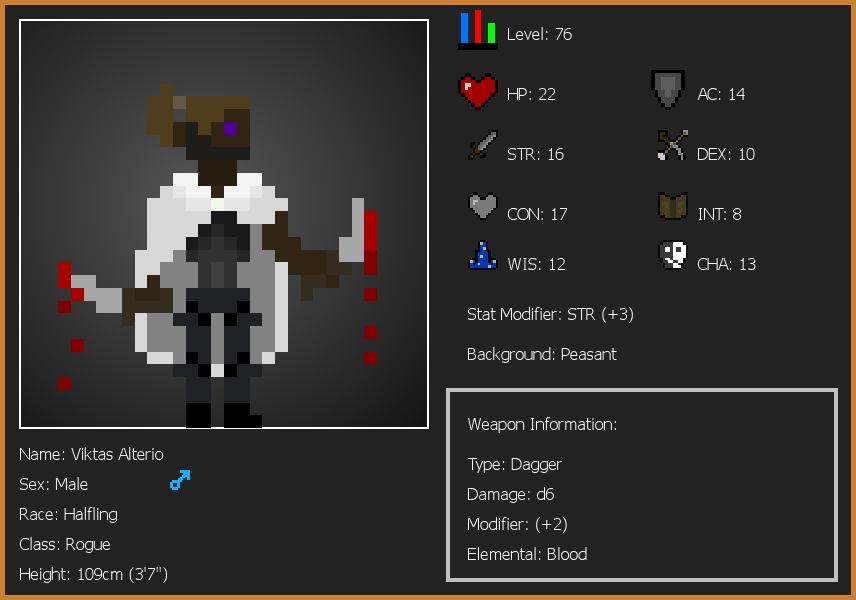 Level: 76
HP: 22
AC: 14
STR: 16
DEX: 10
CON: 17
INT: 8
WIS: 12
CHA: 13
Stat Modifier: STR (+3)
Background: Peasant
Weapon Information:
Type: Dagger
Damage: d6
Modifier: (+2)
Elemental: Blood
Name: Viktas Alterio
Sex: Male
Race: Halfling
Class: Rogue
Height: 109cm (3'7")